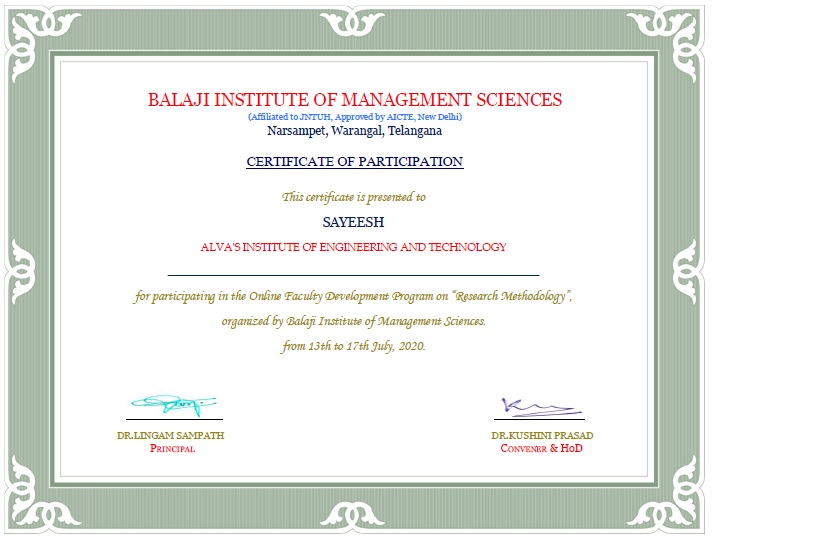 BALAJI INSTITUTE OF MANAGEMENT SCIENCES
(Affiliated to JNTUH, Approved by AICTE, New Delhi)
Narsampet, Warangal, Telangana
CERTIFICATE OF PARTICIPATION
This certificate is presented to
SAYEESH
ALVA'S INSTITUTE OF ENGINEERING AND TECHNOLOGY
for participating in the Online Faculty Development Program on “Research Methodology”,
organized by Balaji Institute of Management Sciences.
from 13th to 17th July, 2020.
DR.LINGAM SAMPATH
PRINCIPAL
DR.KUSHINI PRASAD
CONVENER & HOD